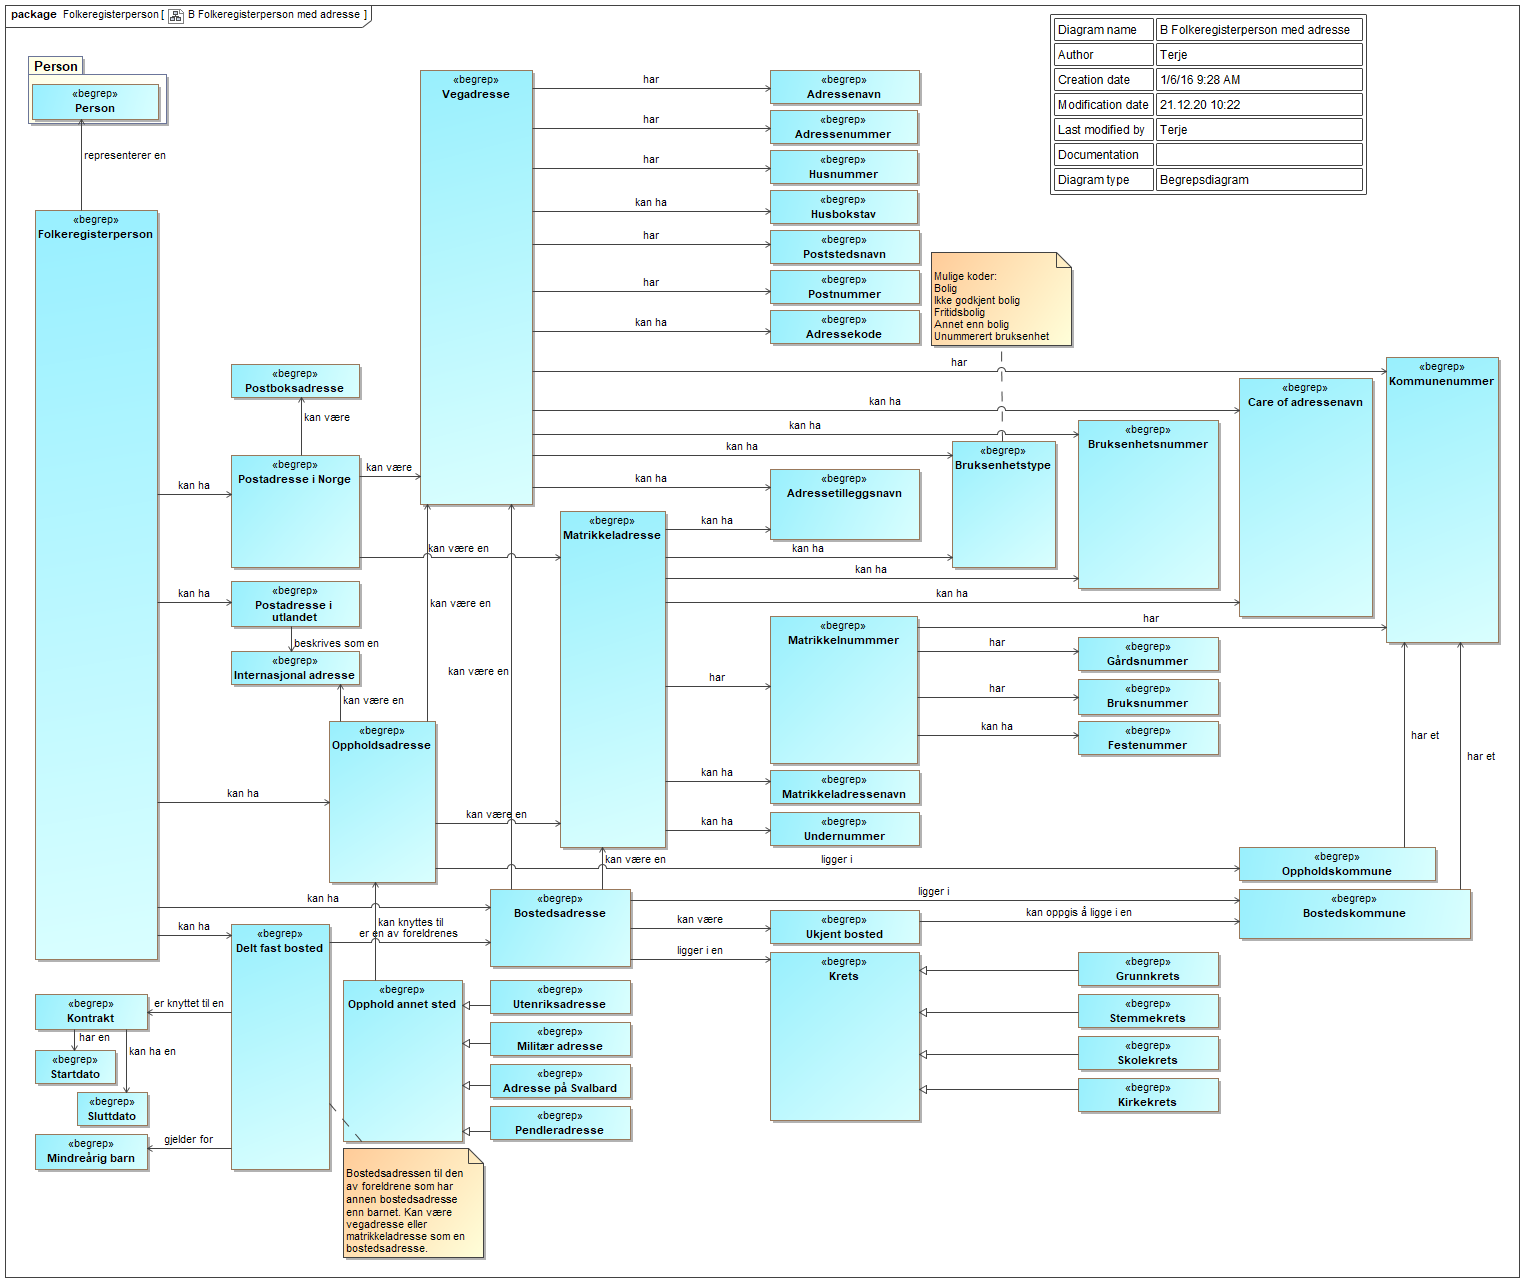 package Folkeregisterperson [ B Folkeregisterperson med adresse ]
Diagram name B Folkeregisterperson med adresse
Author Terje
Creation date 1/6/16 9:28 AM
Modification date 21.12.20 10:22
Last modified by Terje
Documentation
Diagram type Begrepsdiagram
Person
«begrep»
Person
representerer en
«begrep»
Folkeregisterperson
«begrep»
Vegadresse
har
«begrep»
Adressenavn
har
«begrep»
Adressenummer
har
«begrep»
Husnummer
kan ha
«begrep»
Husbokstav
har
«begrep»
Poststedsnavn
har
«begrep»
Postnummer
kan ha
«begrep»
Adressekode
Mulige koder:
Bolig
Ikke godkjent bolig
Fritidsbolig
Annet enn bolig
Unummerert bruksenhet
har
«begrep»
Kommunenummer
kan ha
«begrep»
Care of adressenavn
kan ha
«begrep»
Bruksenhetsnummer
kan ha
«begrep»
Bruksenhetstype
kan ha
«begrep»
Adressetilleggsnavn
«begrep»
Postboksadresse
kan være
kan ha
«begrep»
Postadresse i Norge
kan være
kan være en
«begrep»
Matrikkeladresse
kan ha
kan ha
kan ha
kan ha
kan ha
«begrep»
Postadresse i
utlandet
beskrives som en
«begrep»
Internasjonal adresse
kan være en
kan være en
kan være en
har
«begrep»
Matrikkelnummmer
har
har
«begrep»
Gårdsnummer
har
«begrep»
Bruksnummer
kan ha
«begrep»
Festenummer
kan ha
«begrep»
Matrikkeladressenavn
kan ha
«begrep»
Undernummer
kan ha
«begrep»
Oppholdsadresse
kan være en
kan være en
ligger i
«begrep»
Oppholdskommune
har et
har et
kan ha
«begrep»
Bostedsadresse
ligger i
«begrep»
Bostedskommune
kan være
«begrep»
Ukjent bosted
kan oppgis å ligge i en
ligger i en
«begrep»
Krets
«begrep»
Grunnkrets
«begrep»
Stemmekrets
«begrep»
Skolekrets
«begrep»
Kirkekrets
kan ha
«begrep»
Delt fast bosted
kan knyttes til
er en av foreldrenes
«begrep»
Opphold annet sted
«begrep»
Utenriksadresse
«begrep»
Militær adresse
«begrep»
Adresse på Svalbard
«begrep»
Pendleradresse
er knyttet til en
«begrep»
Kontrakt
har en
kan ha en
«begrep»
Startdato
«begrep»
Sluttdato
gjelder for
«begrep»
Mindreårig barn
Bostedsadressen til den
av foreldrene som har
annen bostedsadresse
enn barnet. Kan være
vegadresse eller
matrikkeladresse som en
bostedsadresse.